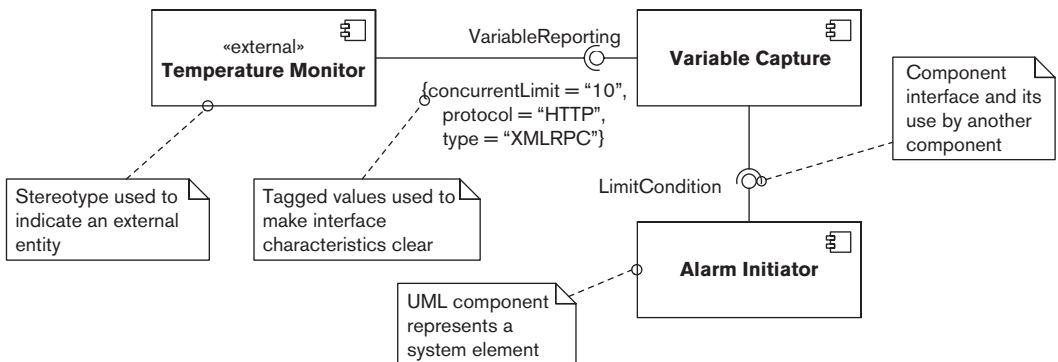 «external»
Temperature Monitor
VariableReporting
Variable Capture
{concurrentLimit = “10”,
protocol = “HTTP”,
type = “XMLRPC”}
Component
interface and its
use by another
component
Stereotype used to
indicate an external
entity
Tagged values used to
make interface
characteristics clear
LimitCondition
Alarm Initiator
UML component
represents a
system element